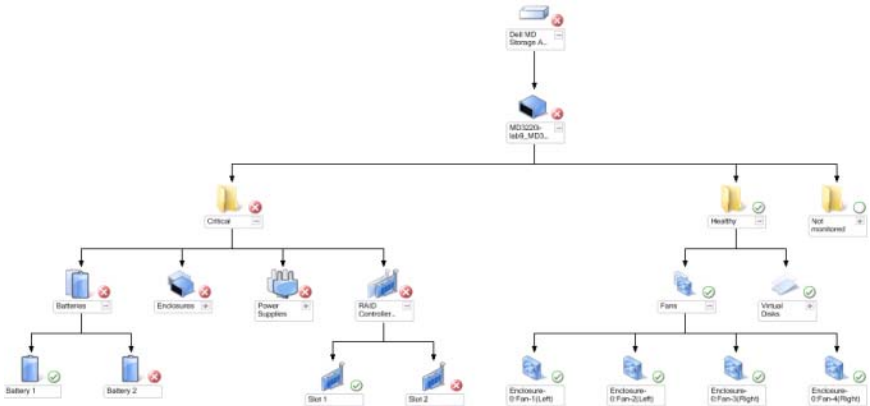 Dell MD
Storage A...
MD3220i-
lab9_MD3...
Critical
Healthy
Not
monitored
Batteries
Enclosures
Power
Supplies
RAID
Controller...
Fans
Virtual
Disks
Battery 1
Battery 2
Slot 1
Slot 2
Enclosure-
0:Fan-1(Left)
Enclosure-
0:Fan-2(Left)
Enclosure-
0:Fan-3(Right)
Enclosure-
0:Fan-4(Right)